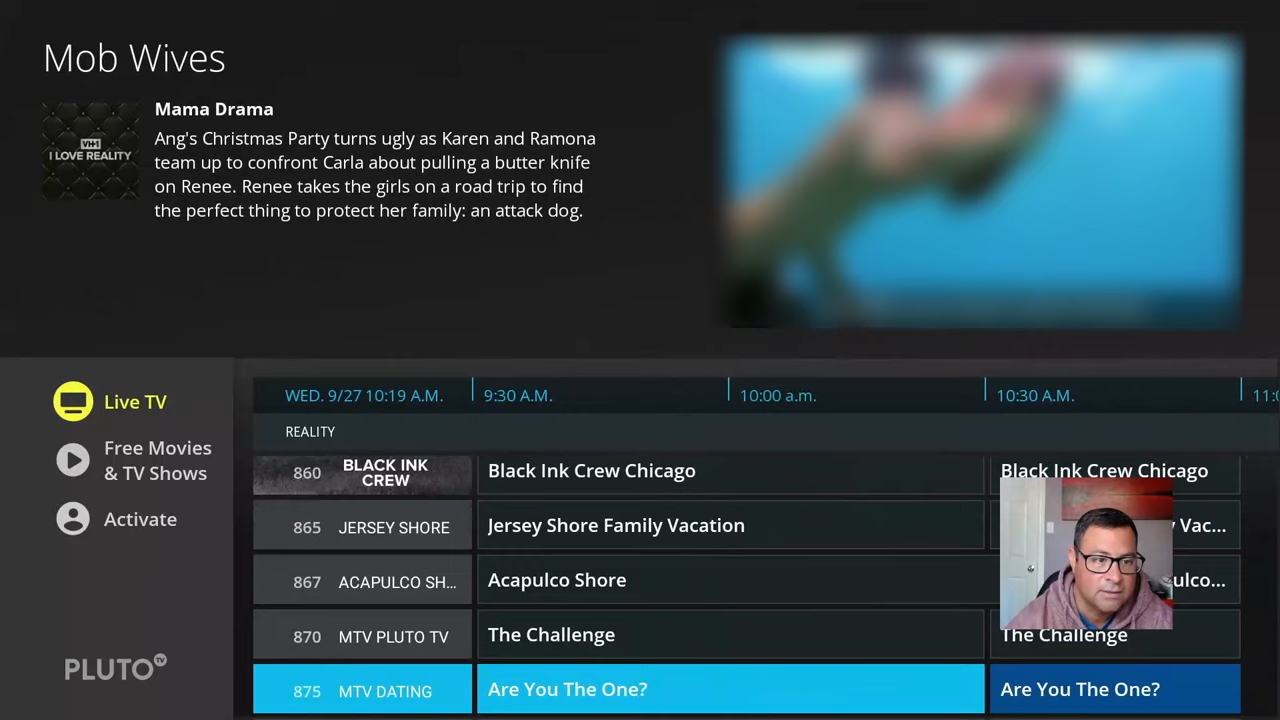 Mob Wives
VH1
I LOVE REALITY
Mama Drama
Ang's Christmas Party turns ugly as Karen and Ramona
team up to confront Carla about pulling a butter knife
on Renee. Renee takes the girls on a road trip to find
the perfect thing to protect her family: an attack dog.
Live TV
Free Movies
& TV Shows
Activate
PLUTO TV
WED. 9/27 10:19 A.M.
9:30 A.M.
10:00 a.m.
10:30 A.M.
11:0
REALITY
860 BLACK INK
CREW
Black Ink Crew Chicago
Black Ink Crew Chicago
865 JERSEY SHORE
Jersey Shore Family Vacation
Vac...
867 ACAPULCO SH...
Acapulco Shore
ulco...
870 MTV PLUTO TV
The Challenge
The Challenge
875 MTV DATING
Are You The One?
Are You The One?